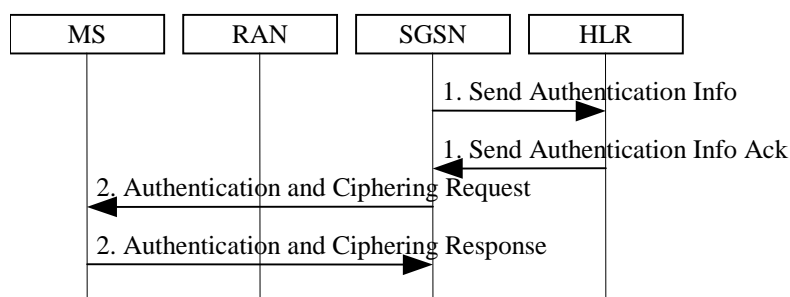 MS RAN SGSN HLR
1. Send Authentication Info
1. Send Authentication Info Ack
2. Authentication and Ciphering Request
2. Authentication and Ciphering Response